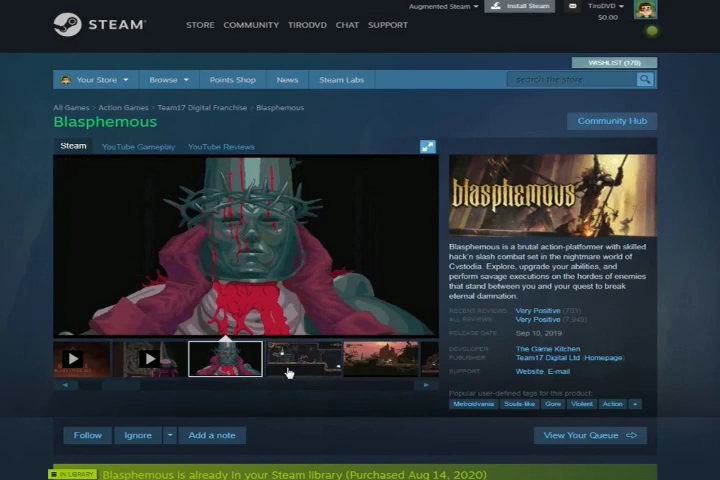 Augmented Steam
Install Steam
TiroDVD
$0.00
STEAM
STORE COMMUNITY TIRODVD CHAT SUPPORT
WISHLIST (170)
Your Store Browse Points Shop News Steam Labs search the store
All Games > Action Games > Team17 Digital Franchise > Blasphemous
Blasphemous
Community Hub
Steam YouTube Gameplay YouTube Reviews
blasphemous
Blasphemous is a brutal action-platformer with skilled
hack'n slash combat set in the nightmare world of
Cvstodia. Explore, upgrade your abilities, and
perform savage executions on the hordes of enemies
that stand between you and your quest to break
eternal damnation.
RECENT REVIEWS: Very Positive (703)
ALL REVIEWS: Very Positive
RELEASE DATE: Sep 10, 2019
DEVELOPER: The Game Kitchen
PUBLISHER: Team17 Digital Ltd (Homepage)
SUPPORT: Website, E-mail
Popular user-defined tags for this product:
Metroidvania Souls-like Gore Violent Action +
Follow Ignore Add a note View Your Queue
IN LIBRARY Blasphemous is already in your Steam library (Purchased Aug 14, 2020)